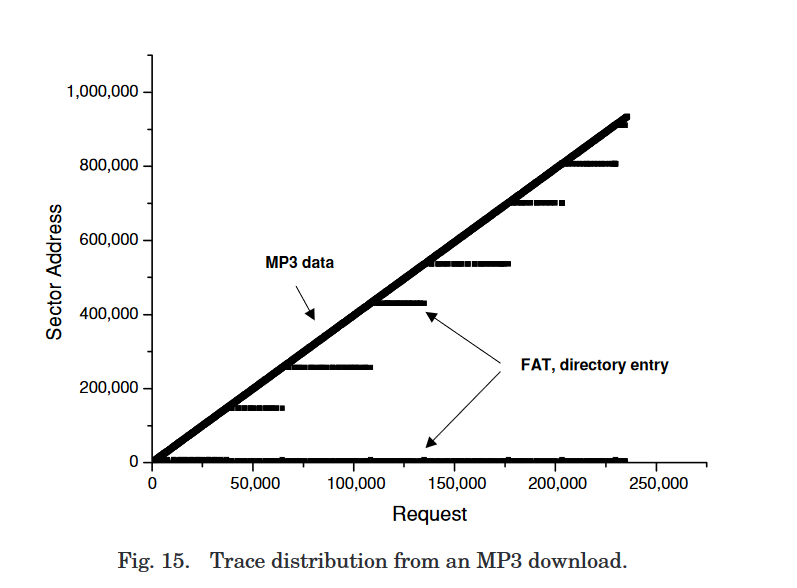 1,000,000
800,000
600,000
400,000
200,000
0
Sector Address
MP3 data
FAT, directory entry
0
50,000
100,000
150,000
200,000
250,000
Request
Fig. 15. Trace distribution from an MP3 download.